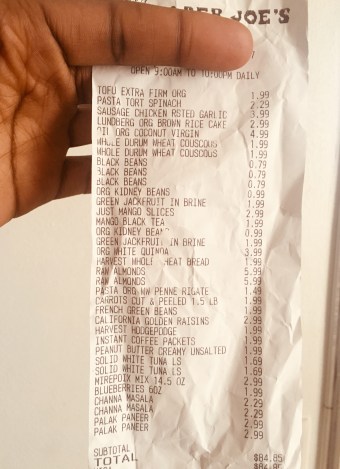 TRADER JOE'S
OPEN 9:00AM TO 10:00PM DAILY
TOFU EXTRA FIRM ORG 1.99
PASTA TORT SPINACH 2.29
SAUSAGE CHICKEN RSTED GARLIC 3.99
LUNDBERG ORG BROWN RICE CAKE 2.99
OIL ORG COCONUT VIRGIN 4.99
WHOLE DURUM WHEAT COUSCOUS 1.99
WHOLE DURUM WHEAT COUSCOUS 1.99
BLACK BEANS 0.79
BLACK BEANS 0.79
BLACK BEANS 0.79
ORG KIDNEY BEANS 0.99
GREEN JACKFRUIT IN BRINE 1.99
JUST MANGO SLICES 2.99
MANGO BLACK TEA 1.99
ORG KIDNEY BEANS 0.99
GREEN JACKFRUIT IN BRINE 1.99
ORG WHITE QUINOA 3.99
HARVEST WHOLE WHEAT BREAD 1.99
RAW ALMONDS 5.99
RAW ALMONDS 5.99
PASTA ORG WW PENNE RIGATE 1.49
CARROTS CUT & PEELED 1.5 LB 1.99
FRENCH GREEN BEANS 1.99
CALIFORNIA GOLDEN RAISINS 2.99
HARVEST HODGEPODGE 1.99
INSTANT COFFEE PACKETS 1.99
PEANUT BUTTER CREAMY UNSALTED 1.99
SOLID WHITE TUNA LS 1.69
SOLID WHITE TUNA LS 1.69
MIREPOIX MIX 14.5 OZ 2.99
BLUEBERRIES 6OZ 1.99
CHANNA MASALA 2.29
CHANNA MASALA 2.29
PALAK PANEER 2.99
PALAK PANEER 2.99
SUBTOTAL $84.85
TOTAL $84.85